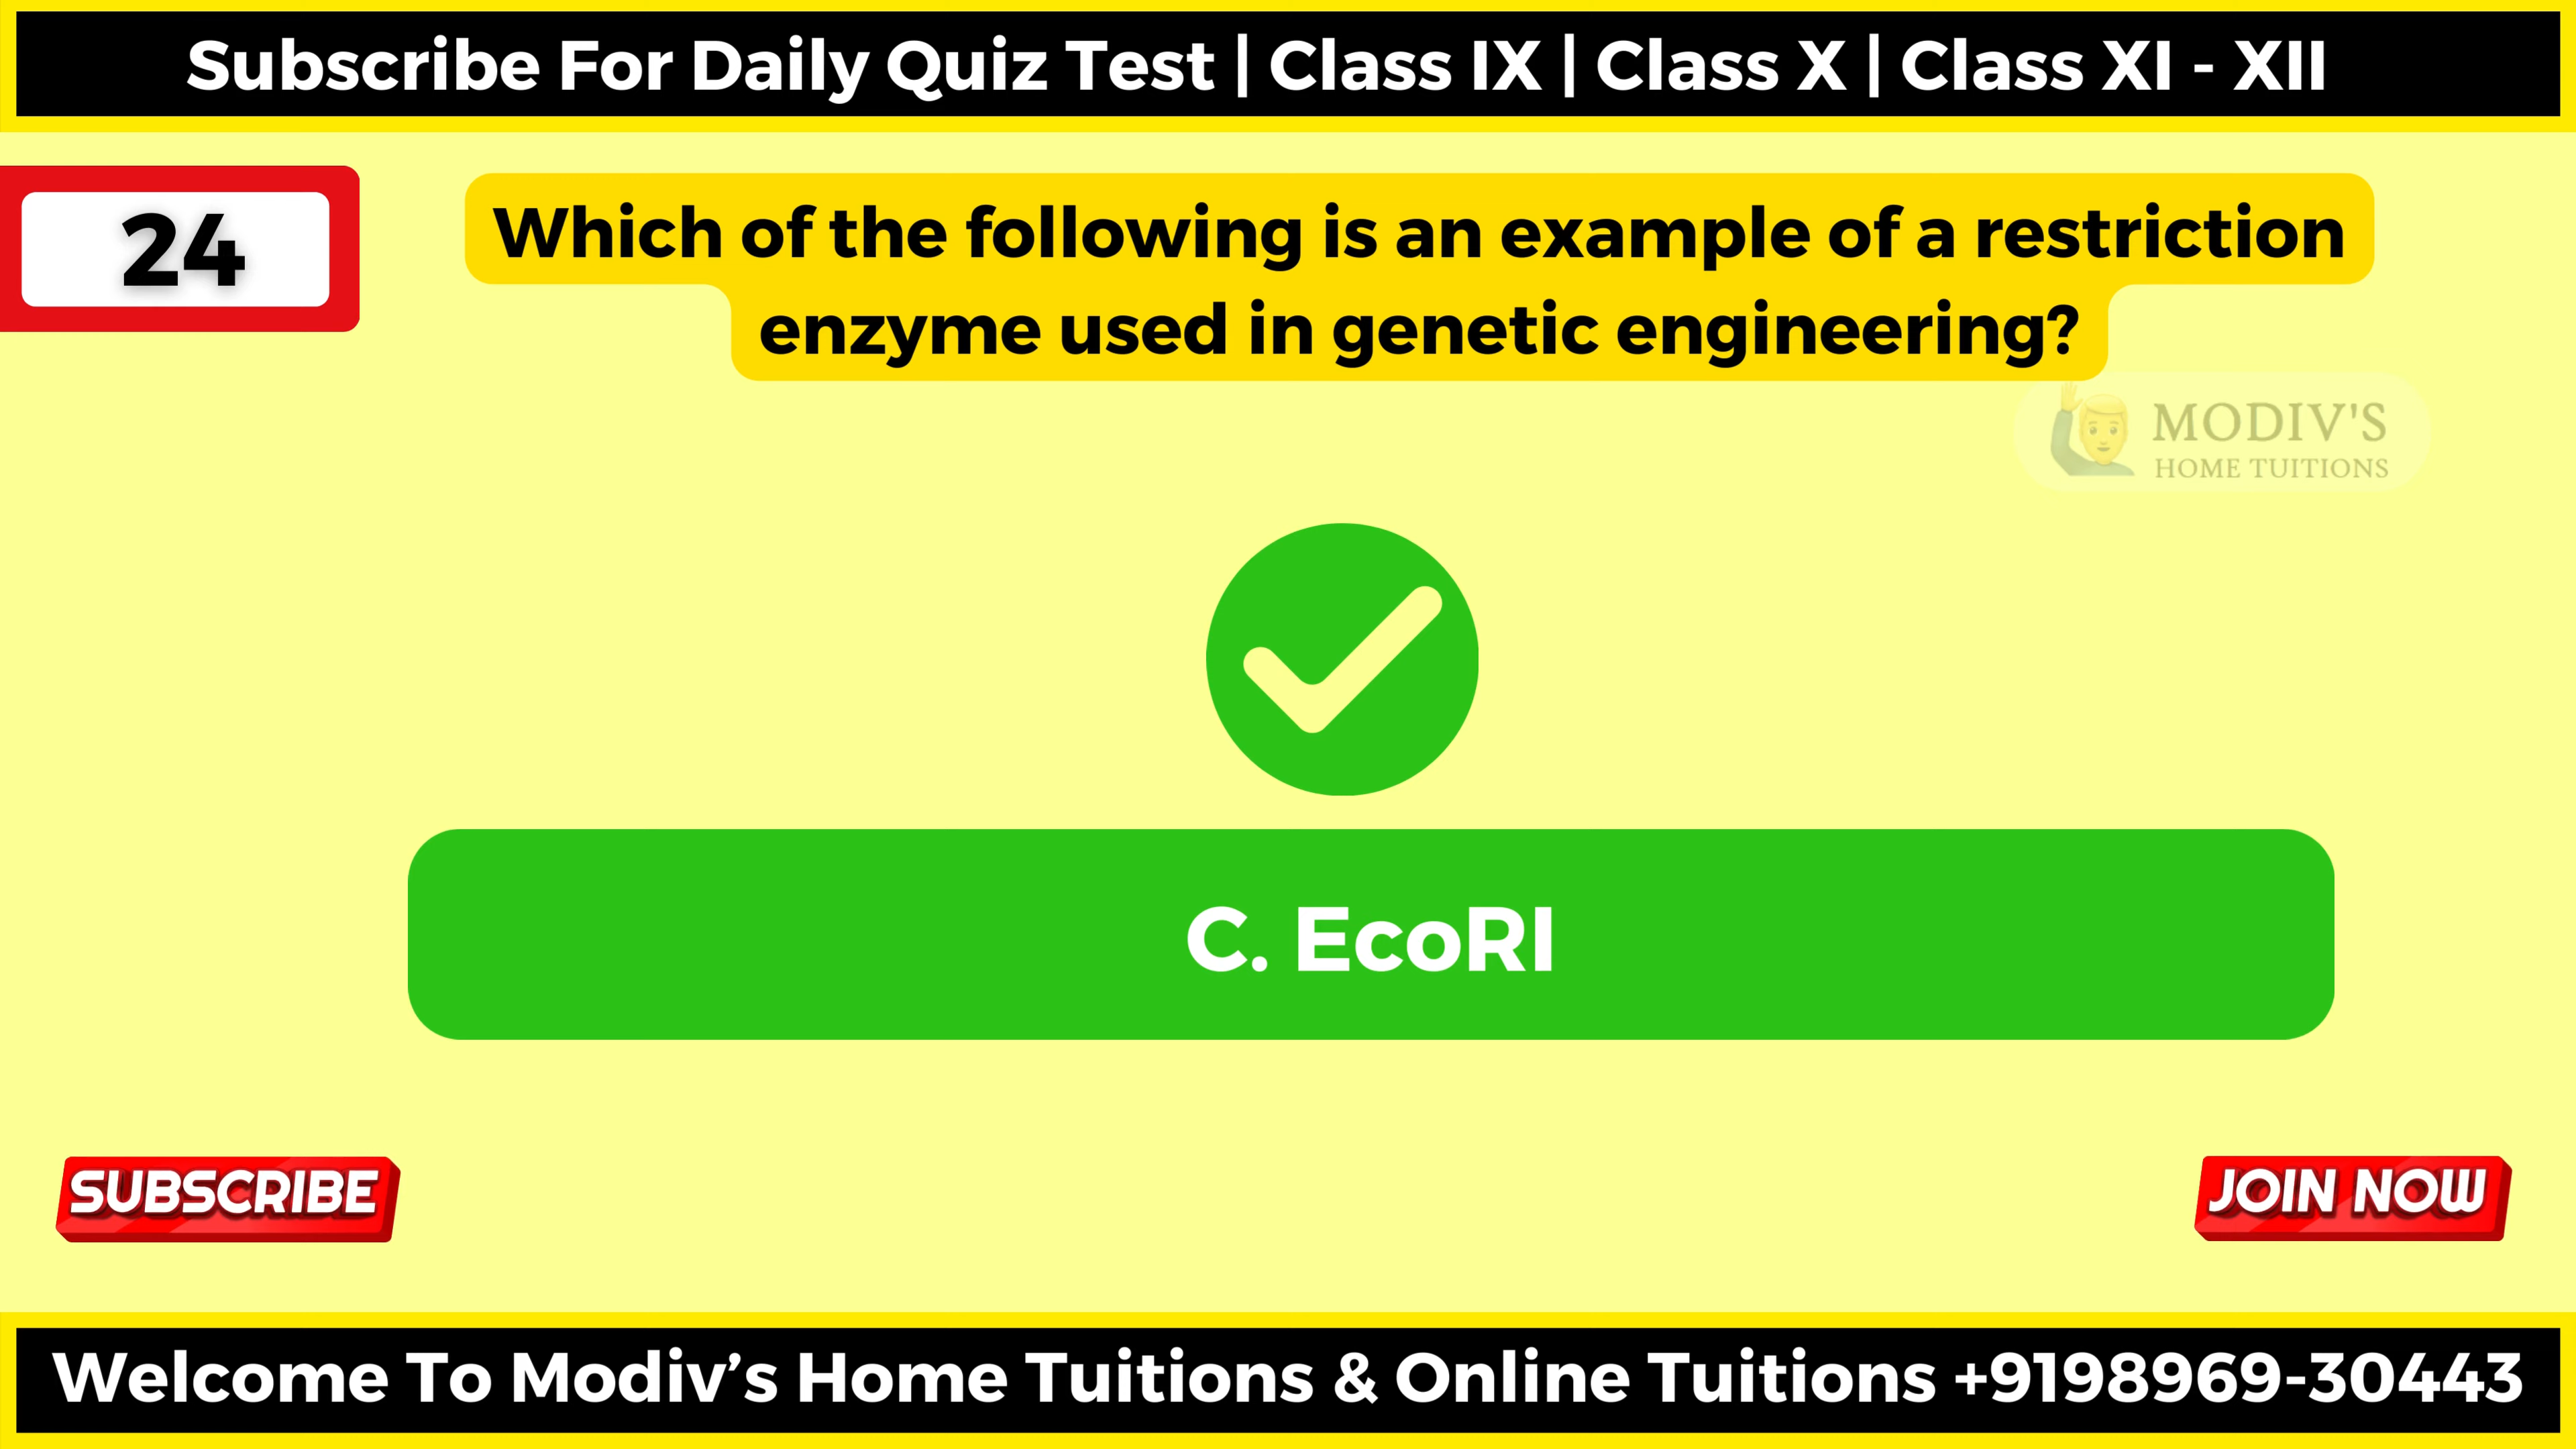 Subscribe For Daily Quiz Test | Class IX | Class X | Class XI - XII
24
Which of the following is an example of a restriction
enzyme used in genetic engineering?
MODIV'S
HOME TUITIONS
C. EcoRI
SUBSCRIBE
JOIN NOW
Welcome To Modiv’s Home Tuitions & Online Tuitions +9198969-30443